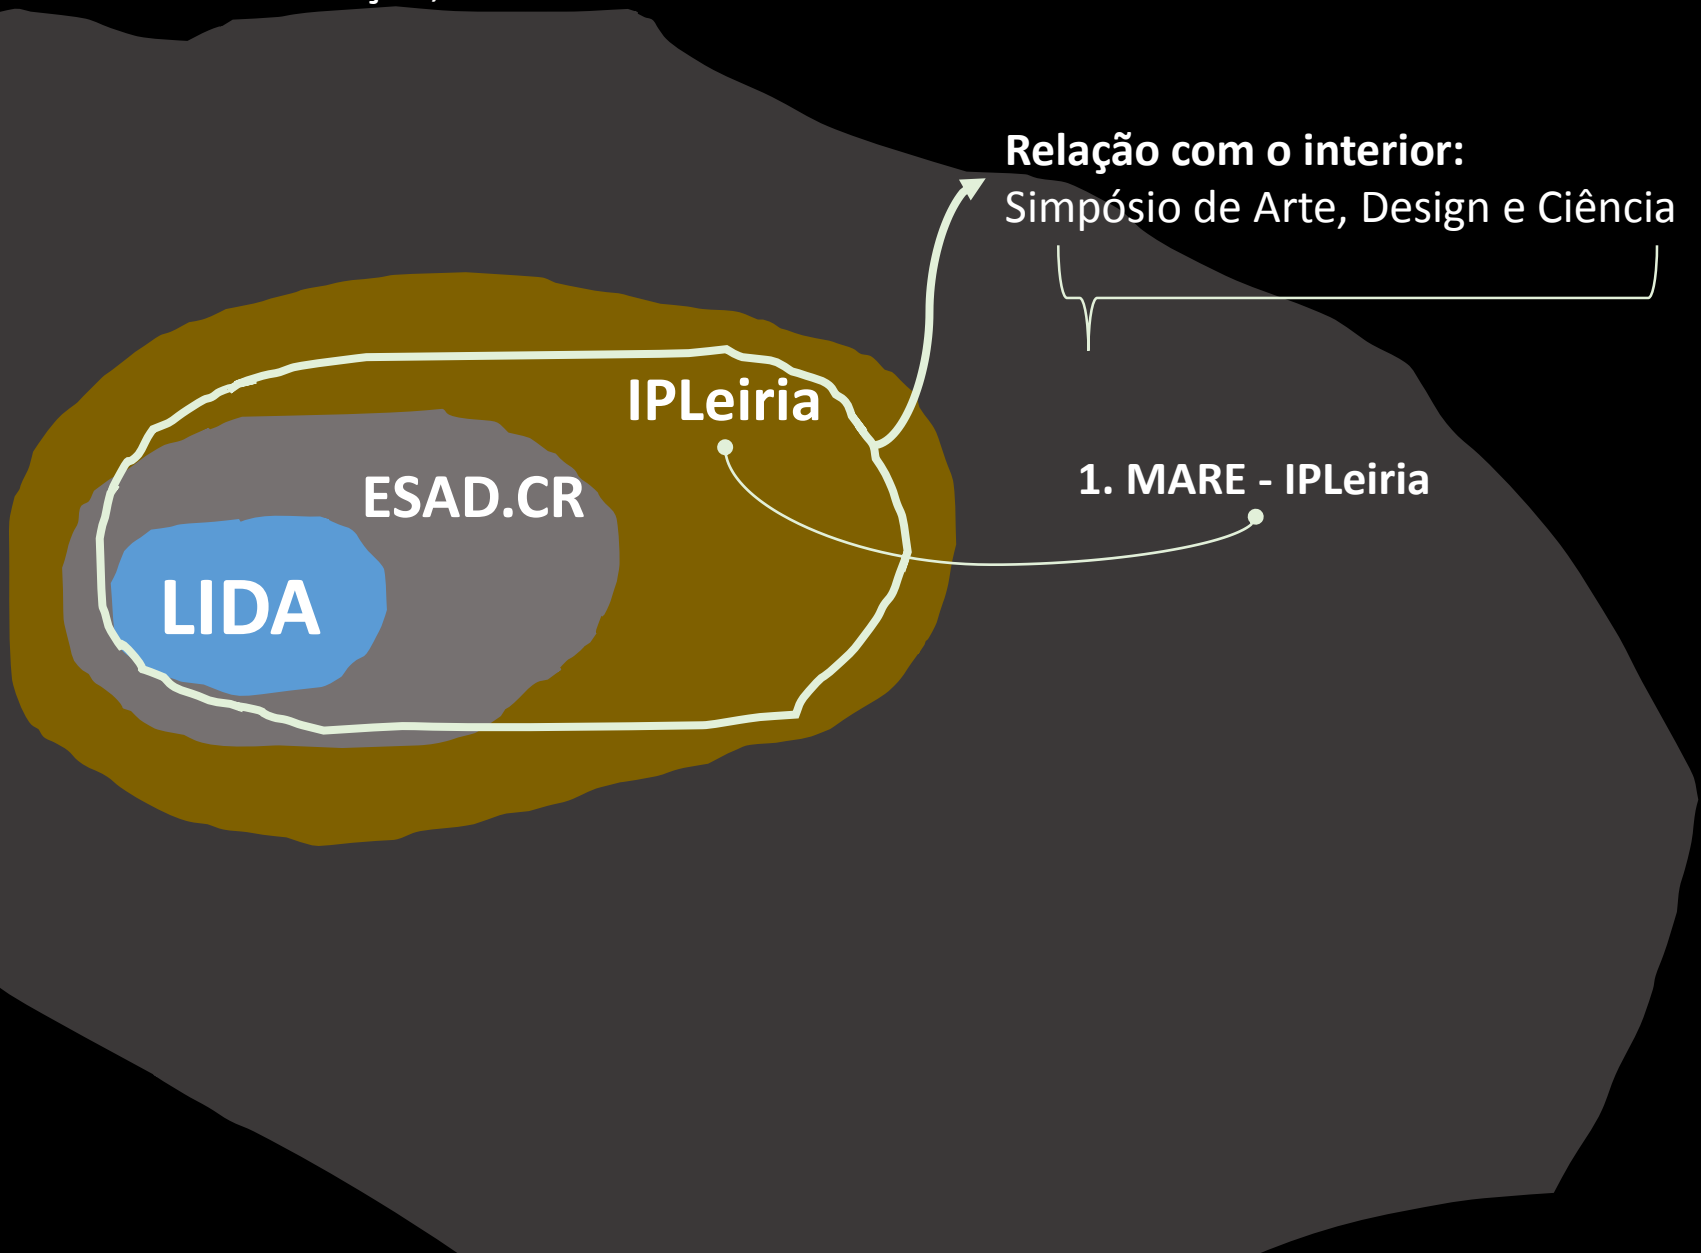 Relação com o interior:
Simpósio de Arte, Design e Ciência
IPLeiria
ESAD.CR
1. MARE - IPLeiria
LIDA